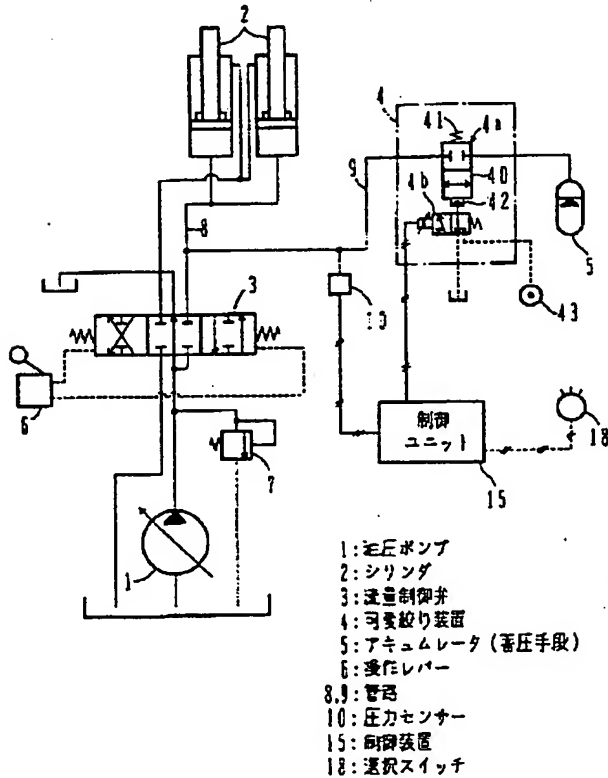 2
4
41
4a
9
40
4b
42
8
5
3
10
43
6
制御
ユニット
7
18
15
1
1:油圧ポンプ
2:シリンダ
3:流量制御弁
4:可変絞り装置
5:アキュムレータ(蓄圧手段)
6:操作レバー
8,9:管路
10:圧力センサー
15:制御装置
18:選択スイッチ